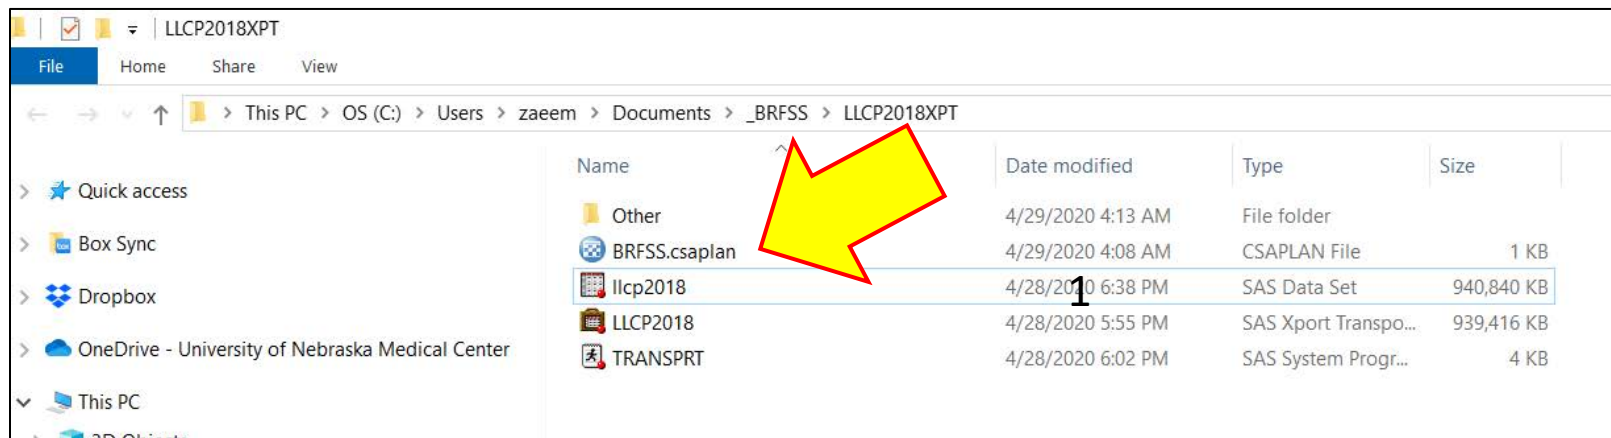 LLCP2018XPT
File Home Share View
> This PC > OS (C:) > Users > zaeem > Documents > _BRFSS > LLCP2018XPT
Name Date modified Type Size
Quick access
Other 4/29/2020 4:13 AM File folder
Box Sync
BRFSS.csaplan 4/29/2020 4:08 AM CSAPLAN File 1 KB
llcp2018 4/28/2020 6:38 PM SAS Data Set 940,840 KB
1
Dropbox
LLCP2018 4/28/2020 5:55 PM SAS Xport Transpo... 939,416 KB
OneDrive - University of Nebraska Medical Center
TRANSPRT 4/28/2020 6:02 PM SAS System Progr... 4 KB
This PC
3D Objects